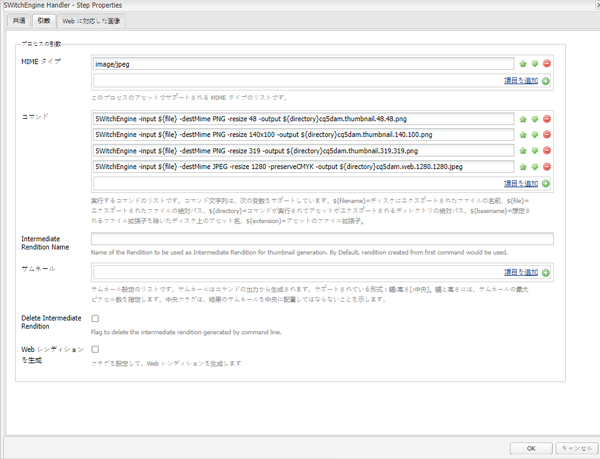 SWitchEngine Handler - Step Properties
共通
引数
Web に対応した画像
プロセスの引数
MIME タイプ
image/jpeg
項目を追加
このプロセスのアセットでサポートされる MIME タイプのリストです。
コマンド
SWitchEngine -input ${file} -destMime PNG -resize 48 -output ${directory}cq5dam.thumbnail.48.48.png
SWitchEngine -input ${file} -destMime PNG -resize 140x100 -output ${directory}cq5dam.thumbnail.140.100.png
SWitchEngine -input ${file} -destMime PNG -resize 319 -output ${directory}cq5dam.thumbnail.319.319.png
SWitchEngine -input ${file} -destMime JPEG -resize 1280 -preserveCMYK -output ${directory}cq5dam.web.1280.1280.jpeg
項目を追加
実行するコマンドのリストです。コマンド文字列は、次の変数をサポートしています。${filename}=ディスクにエクスポートされたファイルの名前、${file}=
エクスポートされたファイルの絶対パス、${directory}=コマンドが実行されてアセットがエクスポートされるディレクトリの絶対パス、${basename}=想定さ
れるファイル拡張子を除いたディスク上のアセット名、${extension}=アセットのファイル拡張子。
Intermediate
Rendition Name
Name of the Rendition to be used as Intermediate Rendition for thumbnail generation. By Default, rendition created from first command would be used.
サムネール
項目を追加
サムネール設定のリストです。サムネールはコマンドの出力から生成されます。サポートされている形式：幅:高さ[:中央]。幅と高さには、サムネールの最大
ピクセル数を指定します。中央フラグは、結果のサムネールを中央に配置してはならないことを示します。
Delete Intermediate
Rendition
Flag to delete the intermediate rendition generated by command line.
Web レンディション
を生成
フラグを設定して、Web レンディションを生成します
OK
キャンセル